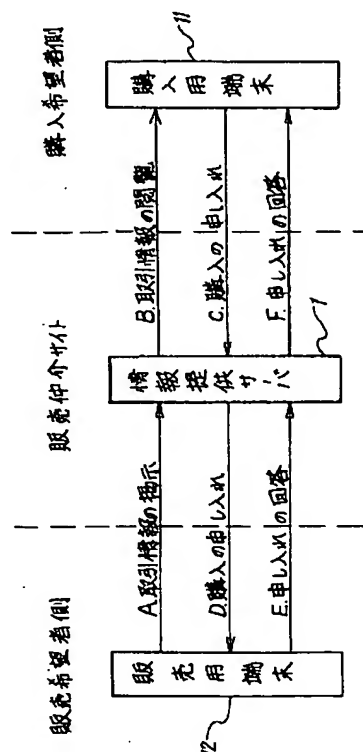 販売希望者側
販売仲介サイト
購入希望者側
12
販売用端末
A.取引情報の掲示
D.購入の申し入れ
E.申し入れの回答
情報提供サーバ
1
B.取引情報の閲覧
C.購入の申し入れ
F.申し入れの回答
購入用端末
11